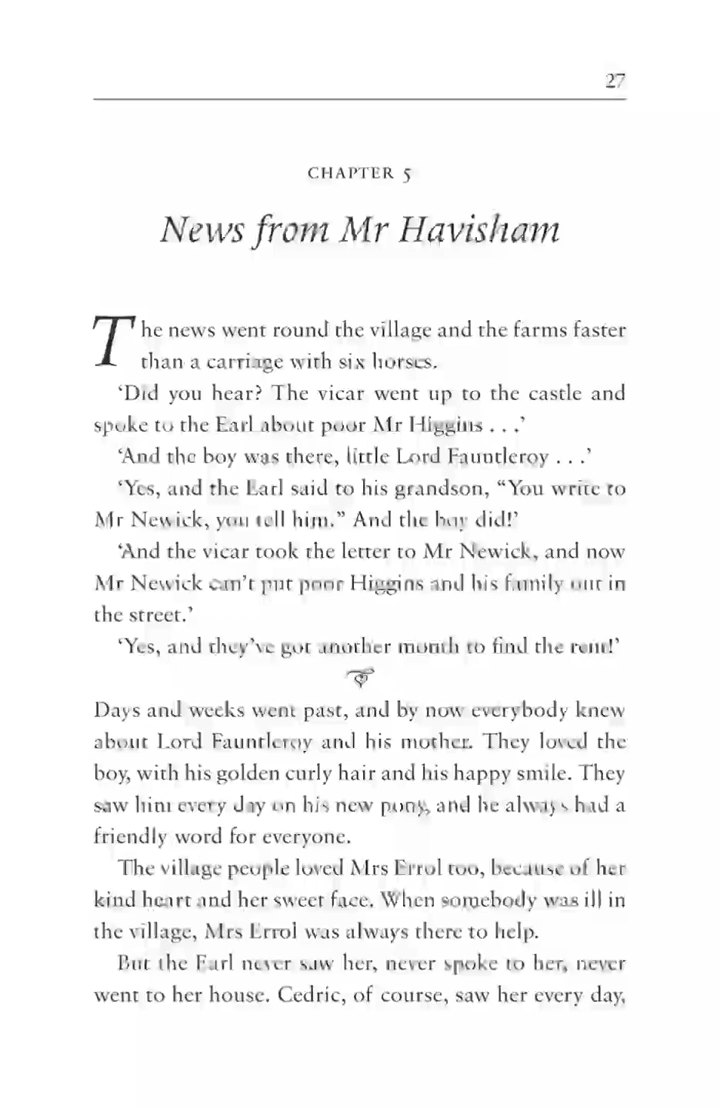 27
CHAPTER 5
News from Mr Havisham
The news went round the village and the farms faster
than a carriage with six horses.
‘Did you hear? The vicar went up to the castle and
spoke to the Earl about poor Mr Higgins . . .’
‘And the boy was there, little Lord Fauntleroy . . .’
‘Yes, and the Earl said to his grandson, “You write to
Mr Newick, you tell him.” And the boy did!’
‘And the vicar took the letter to Mr Newick, and now
Mr Newick can’t put poor Higgins and his family out in
the street.’
‘Yes, and they’ve got another month to find the rent!’
Days and weeks went past, and by now everybody knew
about Lord Fauntleroy and his mother. They loved the
boy, with his golden curly hair and his happy smile. They
saw him every day on his new pony, and he always had a
friendly word for everyone.
The village people loved Mrs Errol too, because of her
kind heart and her sweet face. When somebody was ill in
the village, Mrs Errol was always there to help.
But the Earl never saw her, never spoke to her, never
went to her house. Cedric, of course, saw her every day,